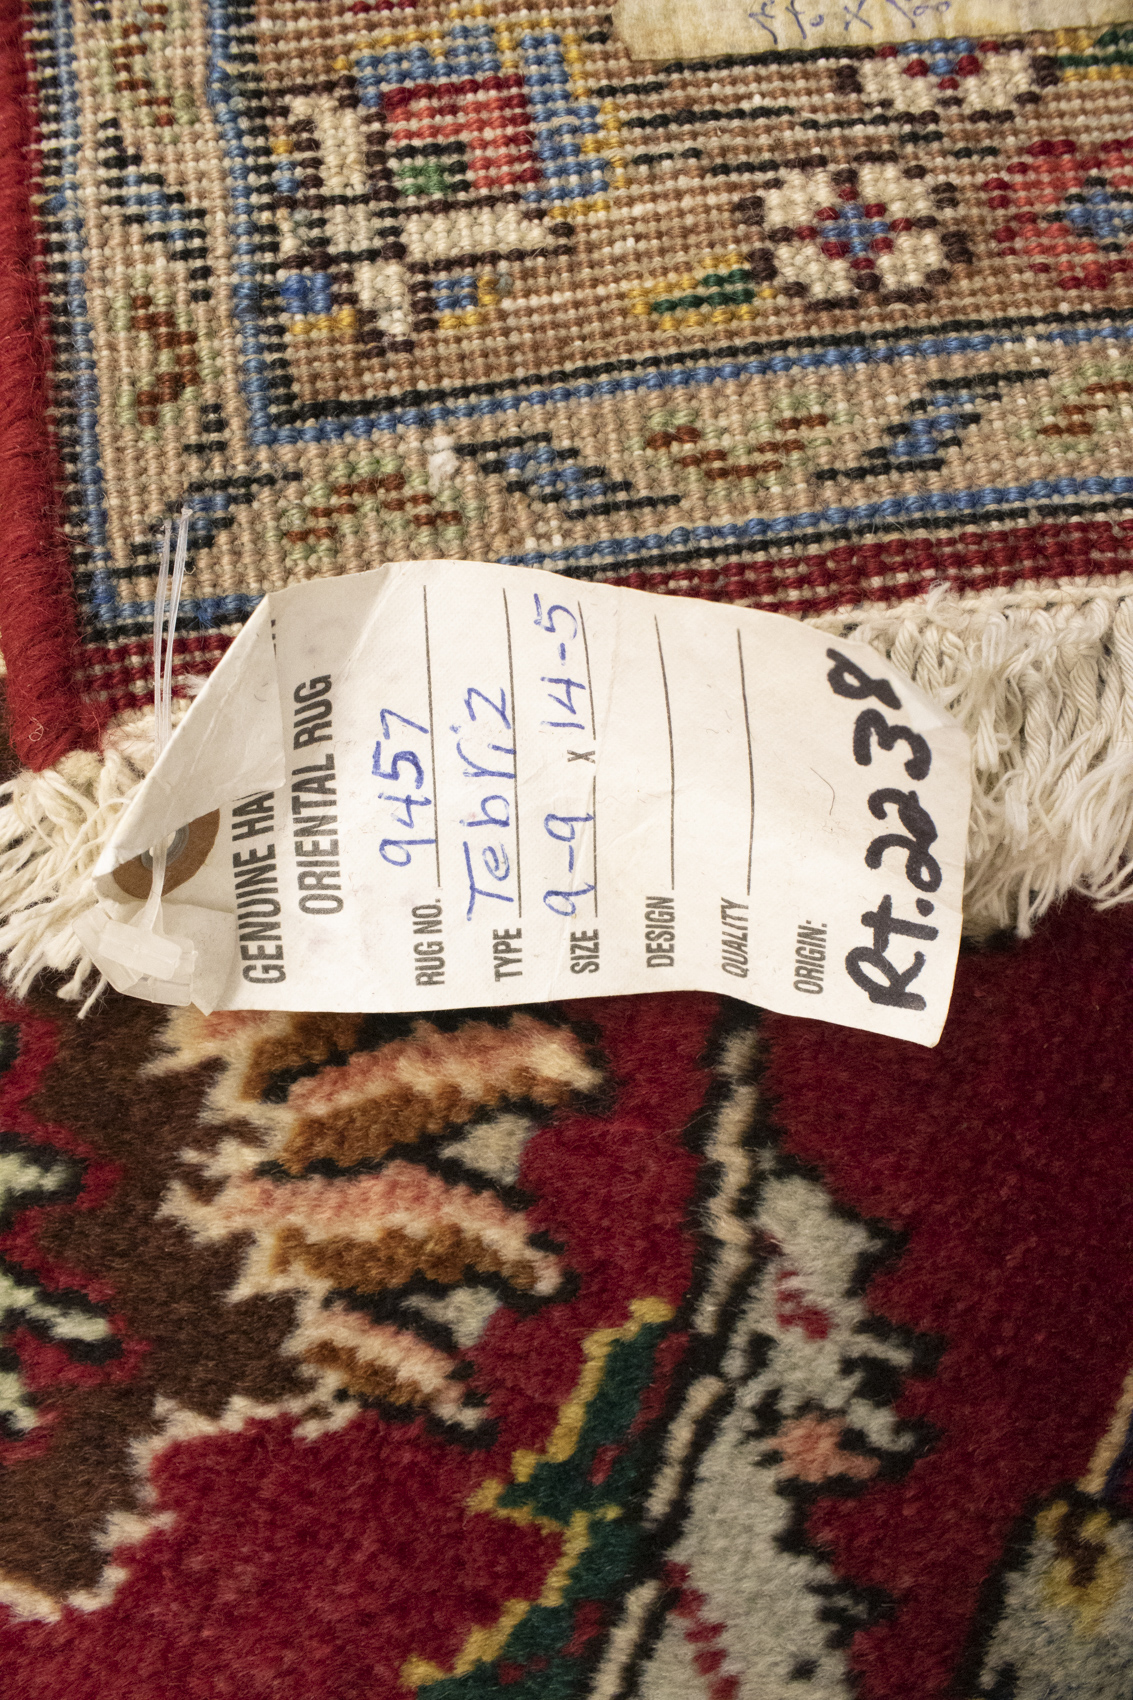 GENUINE HA
ORIENTAL RUG
RUG NO. 9457
TYPE Tebriz
SIZE 9-9 x 14-5
DESIGN
QUALITY
ORIGIN:
Rt. 2238